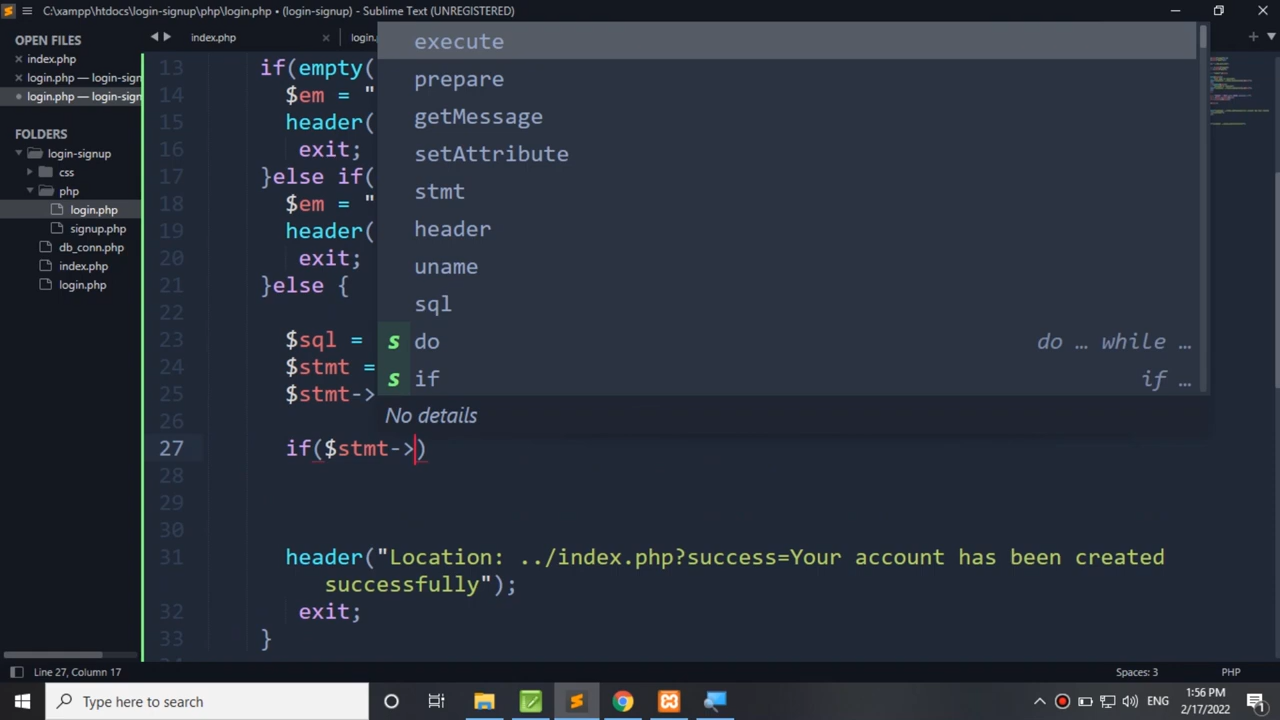 C:\xampp\htdocs\login-signup\php\login.php • (login-signup) - Sublime Text (UNREGISTERED)
OPEN FILES
index.php
login.php — login-sign
login.php — login-sign
FOLDERS
login-signup
css
php
login.php
signup.php
db_conn.php
index.php
login.php
index.php
login.
execute
prepare
getMessage
setAttribute
stmt
header
uname
sql
s do do … while …
s if if …
No details
13 if(empty(
14 $em = "
15 header(
16 exit;
17 }else if(
18 $em = "
19 header(
20 exit;
21 }else {
22
23 $sql =
24 $stmt =
25 $stmt->
26
27 if($stmt->)
28
29
30
31 header("Location: ../index.php?success=Your account has been created
successfully");
32 exit;
33 }
Line 27, Column 17
Spaces: 3
PHP
Type here to search
ENG
1:56 PM
2/17/2022
1